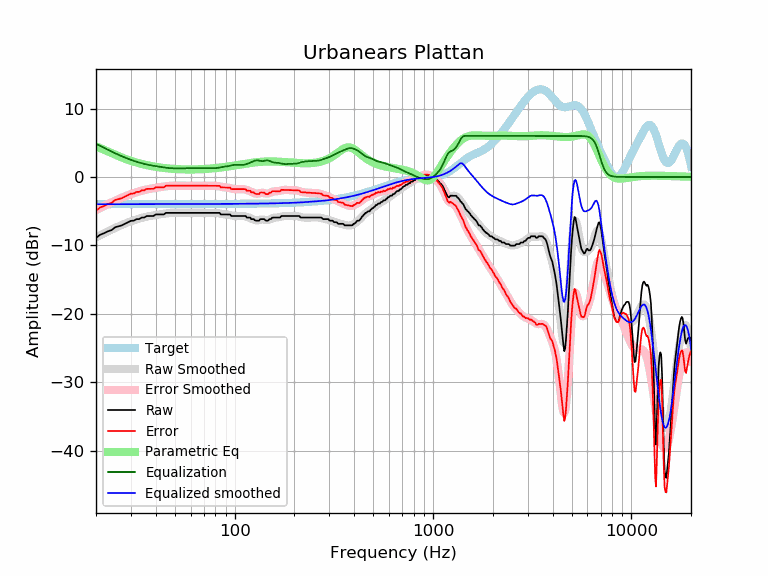 Urbanears Plattan
10
0
−10
−20
−30
−40
Amplitude (dBr)
Target
Raw Smoothed
Error Smoothed
Raw
Error
Parametric Eq
Equalization
Equalized smoothed
100
1000
10000
Frequency (Hz)